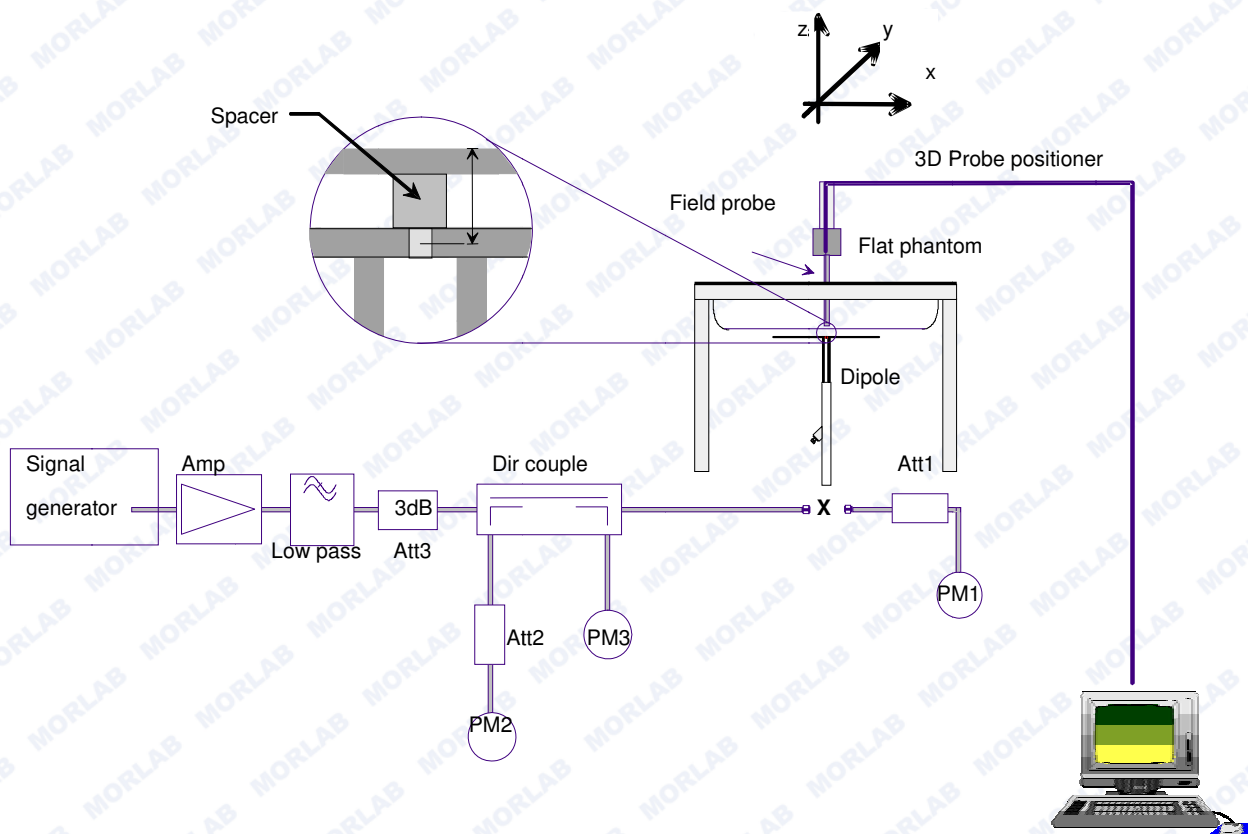 z
y
x
Spacer
3D Probe positioner
Field probe
Flat phantom
Dipole
Signal
generator
Amp
Low pass
3dB
Att3
Dir couple
Att1
X
PM1
Att2
PM3
PM2
MORLAB